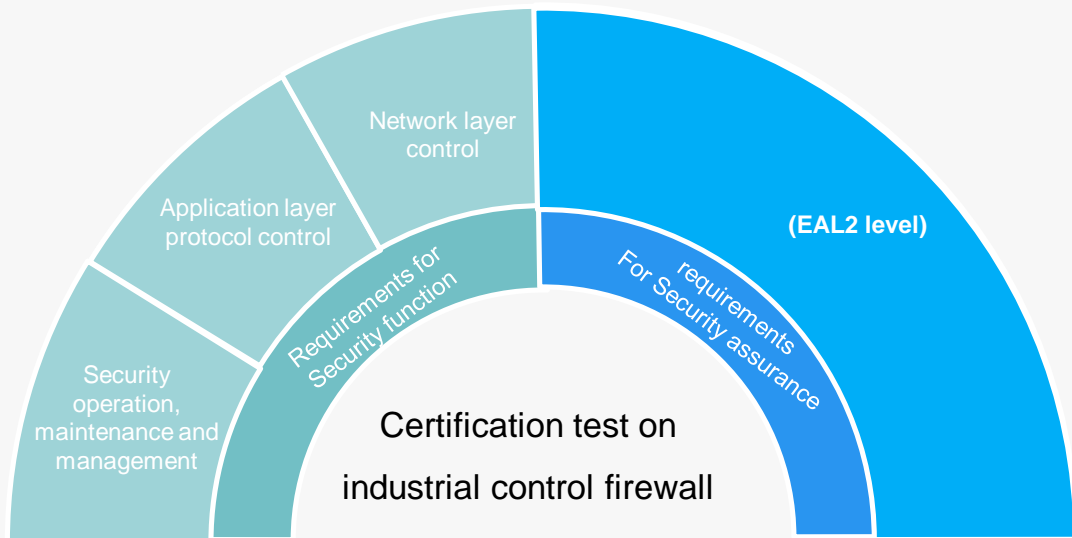 Network layer
control
Application layer
protocol control
Security
operation,
maintenance and
management
Requirements for
Security function
(EAL2 level)
requirements
For Security assurance
Certification test on
industrial control firewall